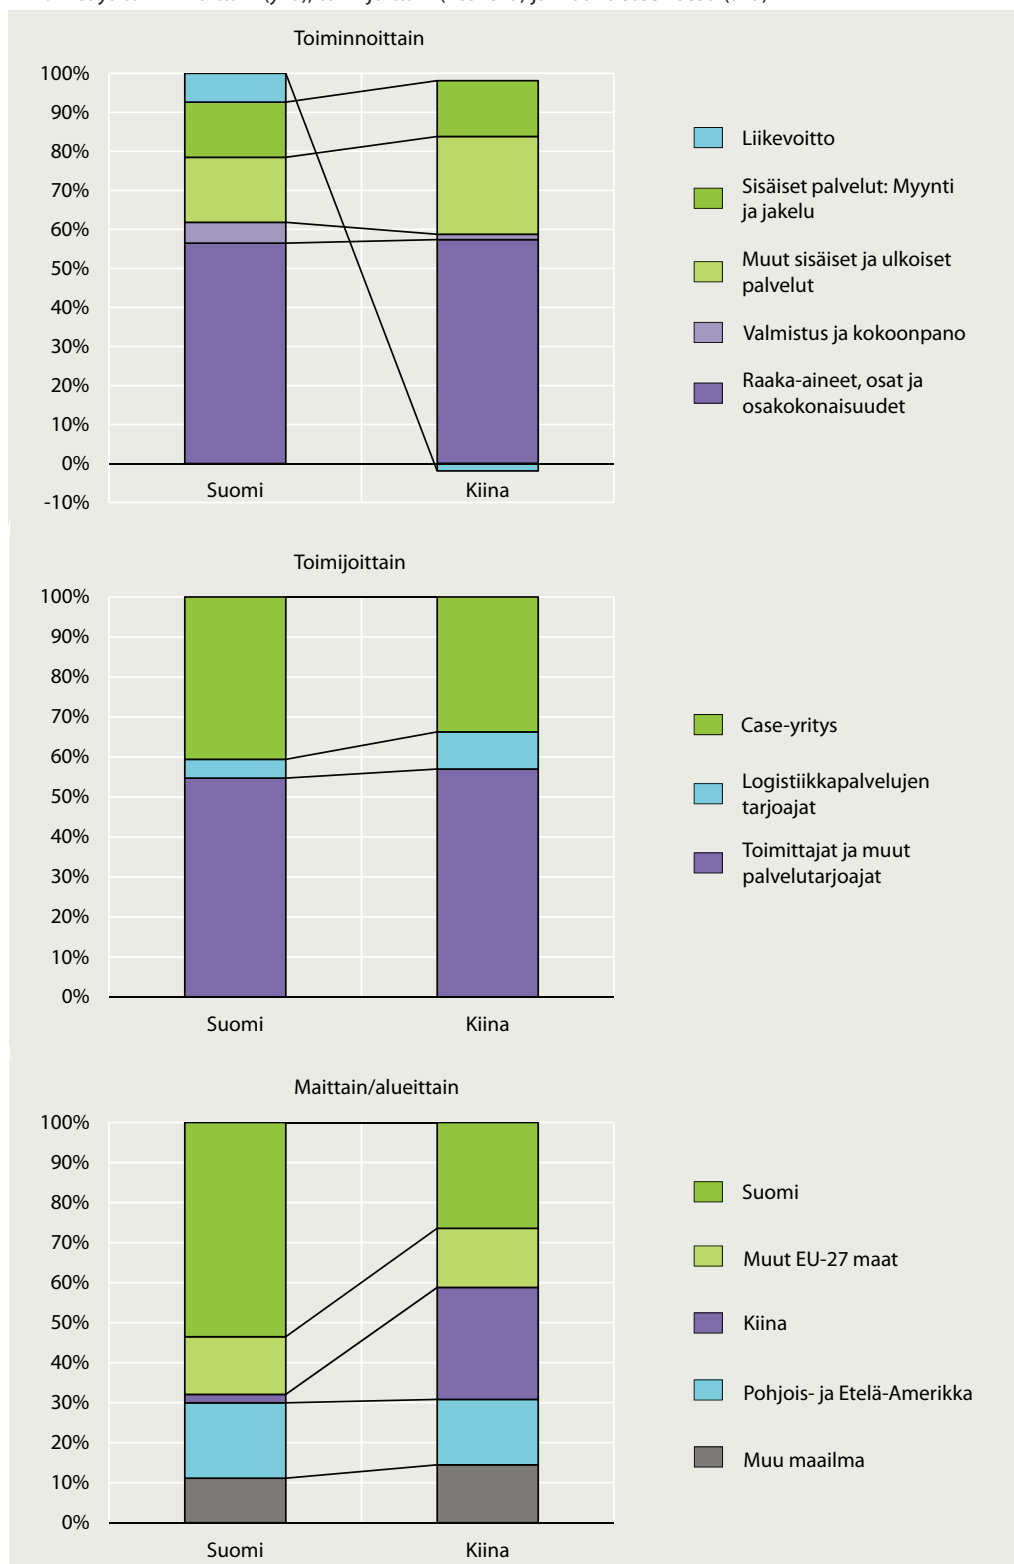 Toiminnoittain
100%
90%
80%
70%
60%
50%
40%
30%
20%
10%
0%
-10%
Suomi
Kiina
Liikevoitto
Sisäiset palvelut: Myynti
ja jakelu
Muut sisäiset ja ulkoiset
palvelut
Valmistus ja kokoonpano
Raaka-aineet, osat ja
osakokonaisuudet
Toimijoittain
100%
90%
80%
70%
60%
50%
40%
30%
20%
10%
0%
Suomi
Kiina
Case-yritys
Logistiikkapalvelujen
tarjoajat
Toimittajat ja muut
palvelutarjoajat
Maittain/alueittain
100%
90%
80%
70%
60%
50%
40%
30%
20%
10%
0%
Suomi
Kiina
Suomi
Muut EU-27 maat
Kiina
Pohjois- ja Etelä-Amerikka
Muu maailma